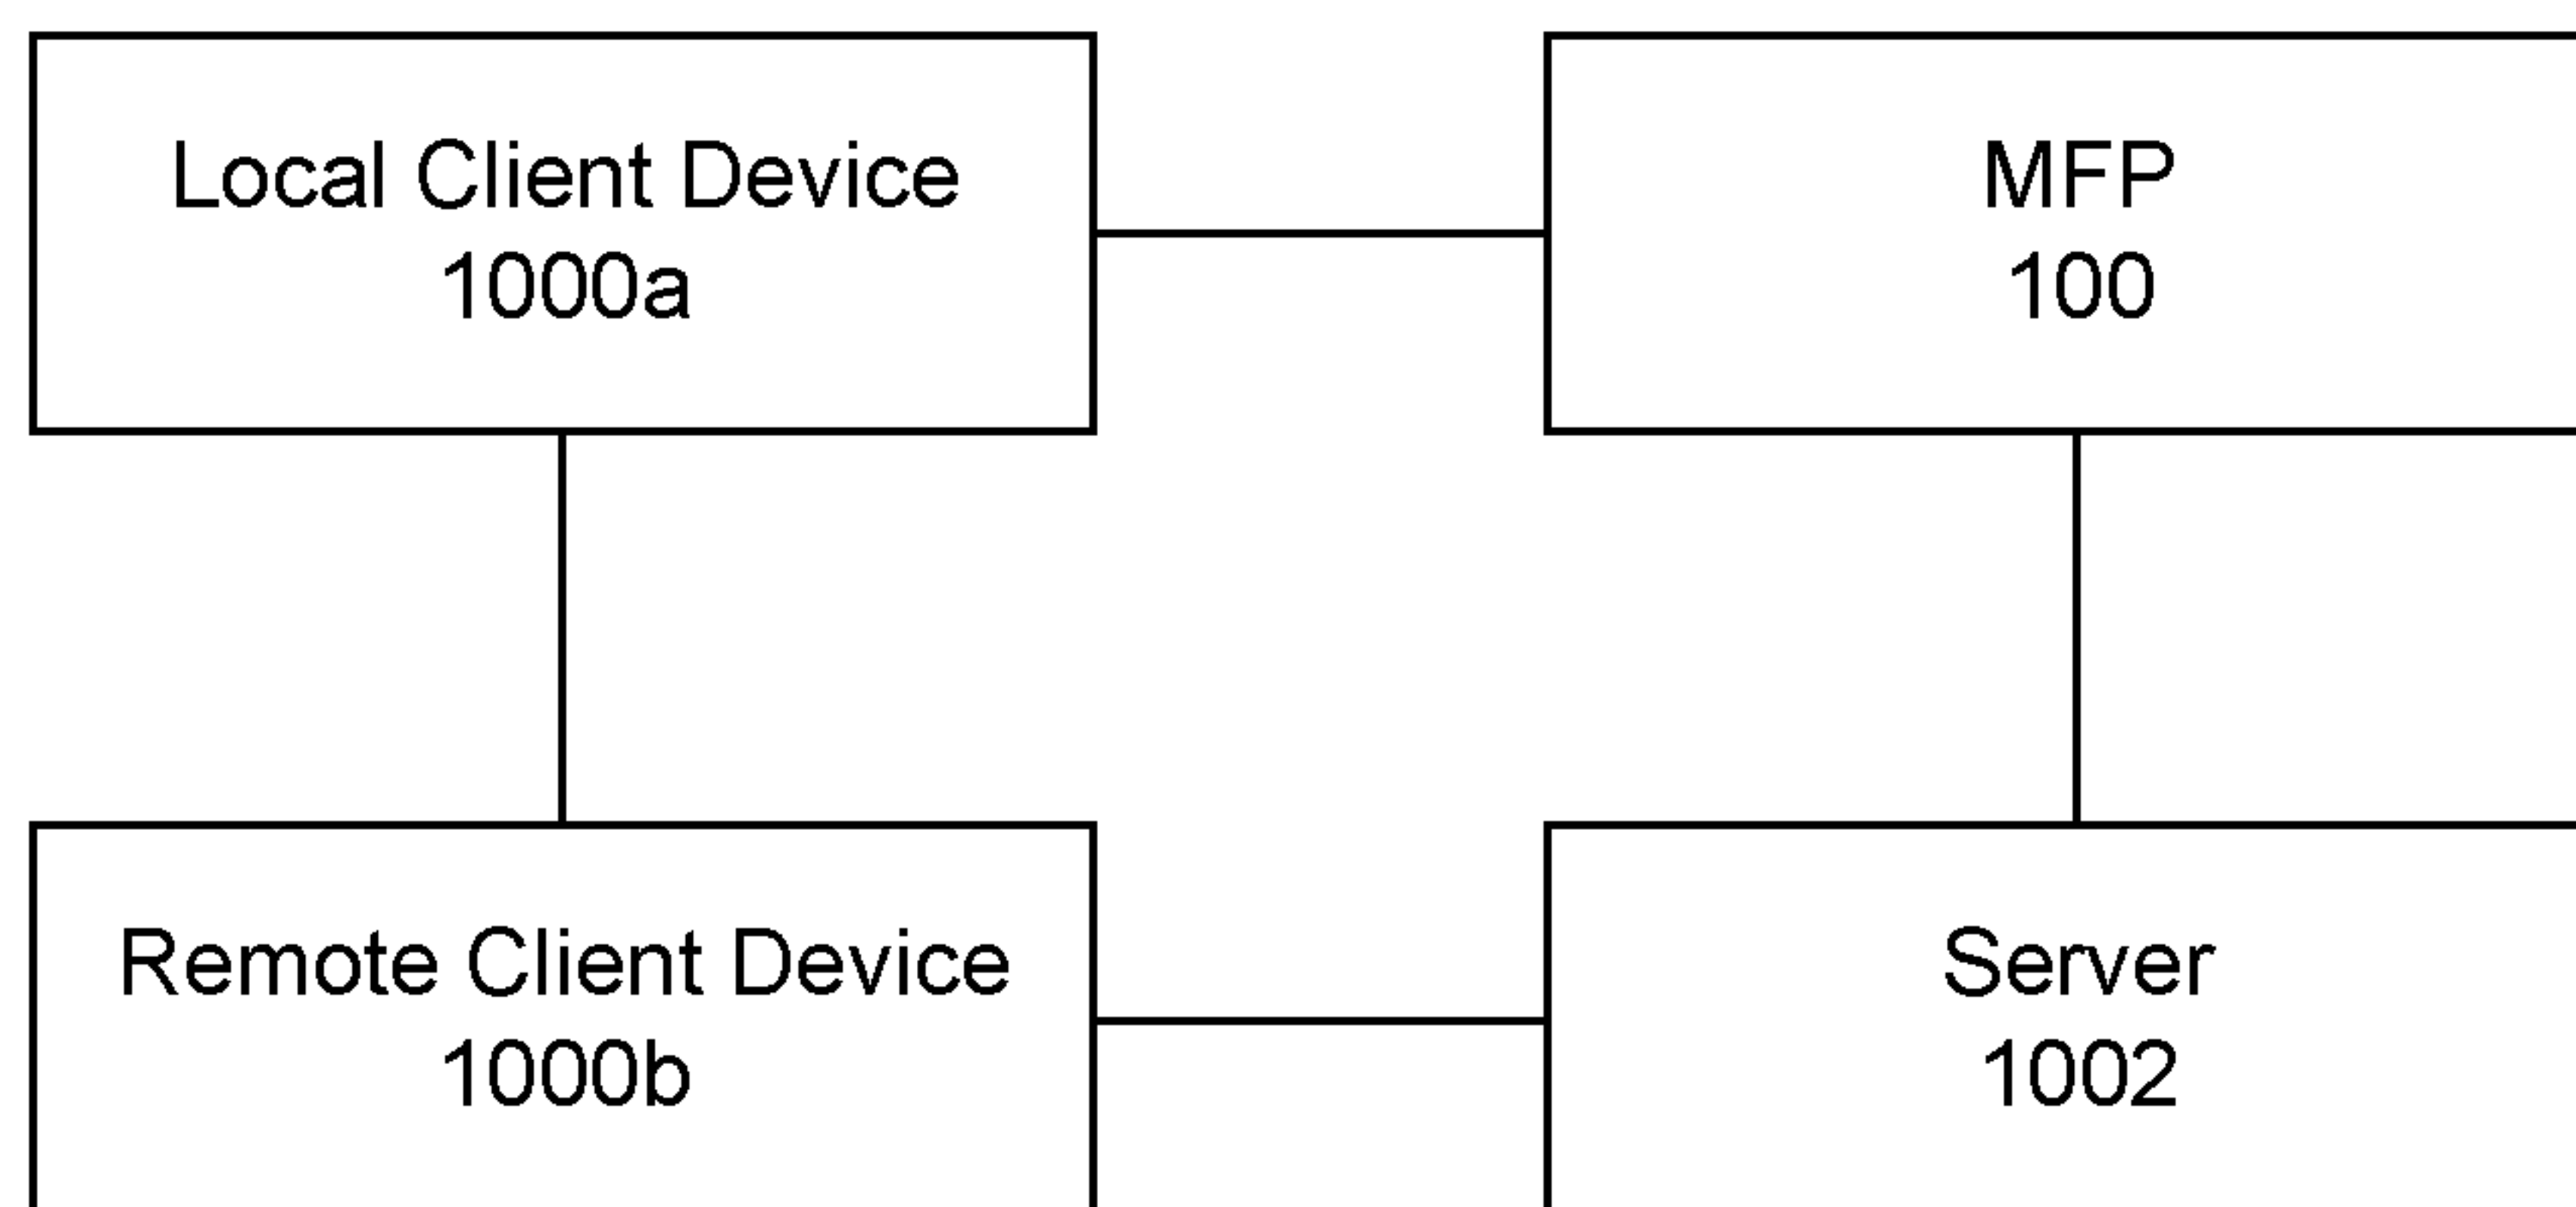 Local Client Device
1000a
MFP
100
Remote Client Device
1000b
Server
1002